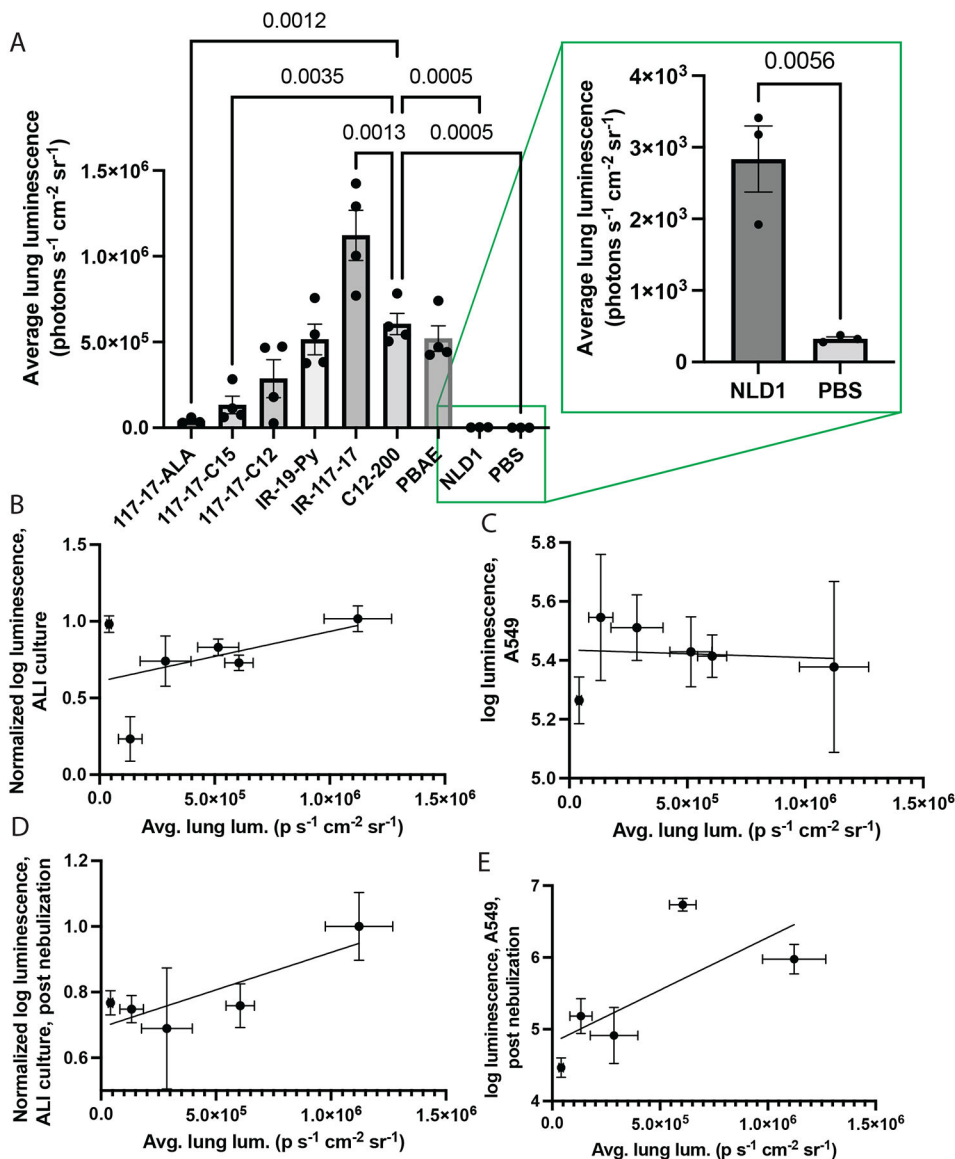 A
0.0012
0.0035
0.0005
0.0013
0.0005
Average lung luminescence
(photons s⁻¹ cm⁻² sr⁻¹)
1.5×10⁶
1.0×10⁶
5.0×10⁵
0.0
117-17-ALA
117-17-C15
117-17-C12
IR-19-Py
IR-117-17
C12-200
PBAE
NLD1
PBS
0.0056
Average lung luminescence
(photons s⁻¹ cm⁻² sr⁻¹)
4×10³
3×10³
2×10³
1×10³
0
NLD1
PBS
B
Normalized log luminescence,
ALI culture
1.5
1.0
0.5
0.0
0.0
5.0×10⁵
1.0×10⁶
1.5×10⁶
Avg. lung lum. (p s⁻¹ cm⁻² sr⁻¹)
C
log luminescence,
A549
5.8
5.6
5.4
5.2
5.0
0.0
5.0×10⁵
1.0×10⁶
1.5×10⁶
Avg. lung lum. (p s⁻¹ cm⁻² sr⁻¹)
D
Normalized log luminescence,
ALI culture, post nebulization
1.2
1.0
0.8
0.6
0.0
5.0×10⁵
1.0×10⁶
1.5×10⁶
Avg. lung lum. (p s⁻¹ cm⁻² sr⁻¹)
E
log luminescence, A549,
post nebulization
7
6
5
4
0.0
5.0×10⁵
1.0×10⁶
1.5×10⁶
Avg. lung lum. (p s⁻¹ cm⁻² sr⁻¹)